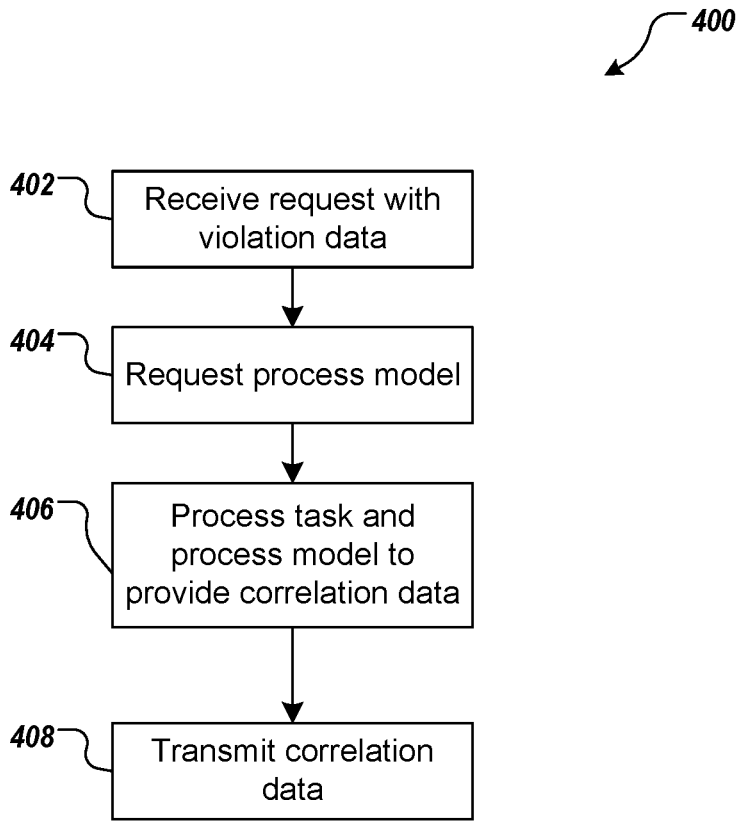 400
402
Receive request with
violation data
404
Request process model
406
Process task and
process model to
provide correlation data
408
Transmit correlation
data